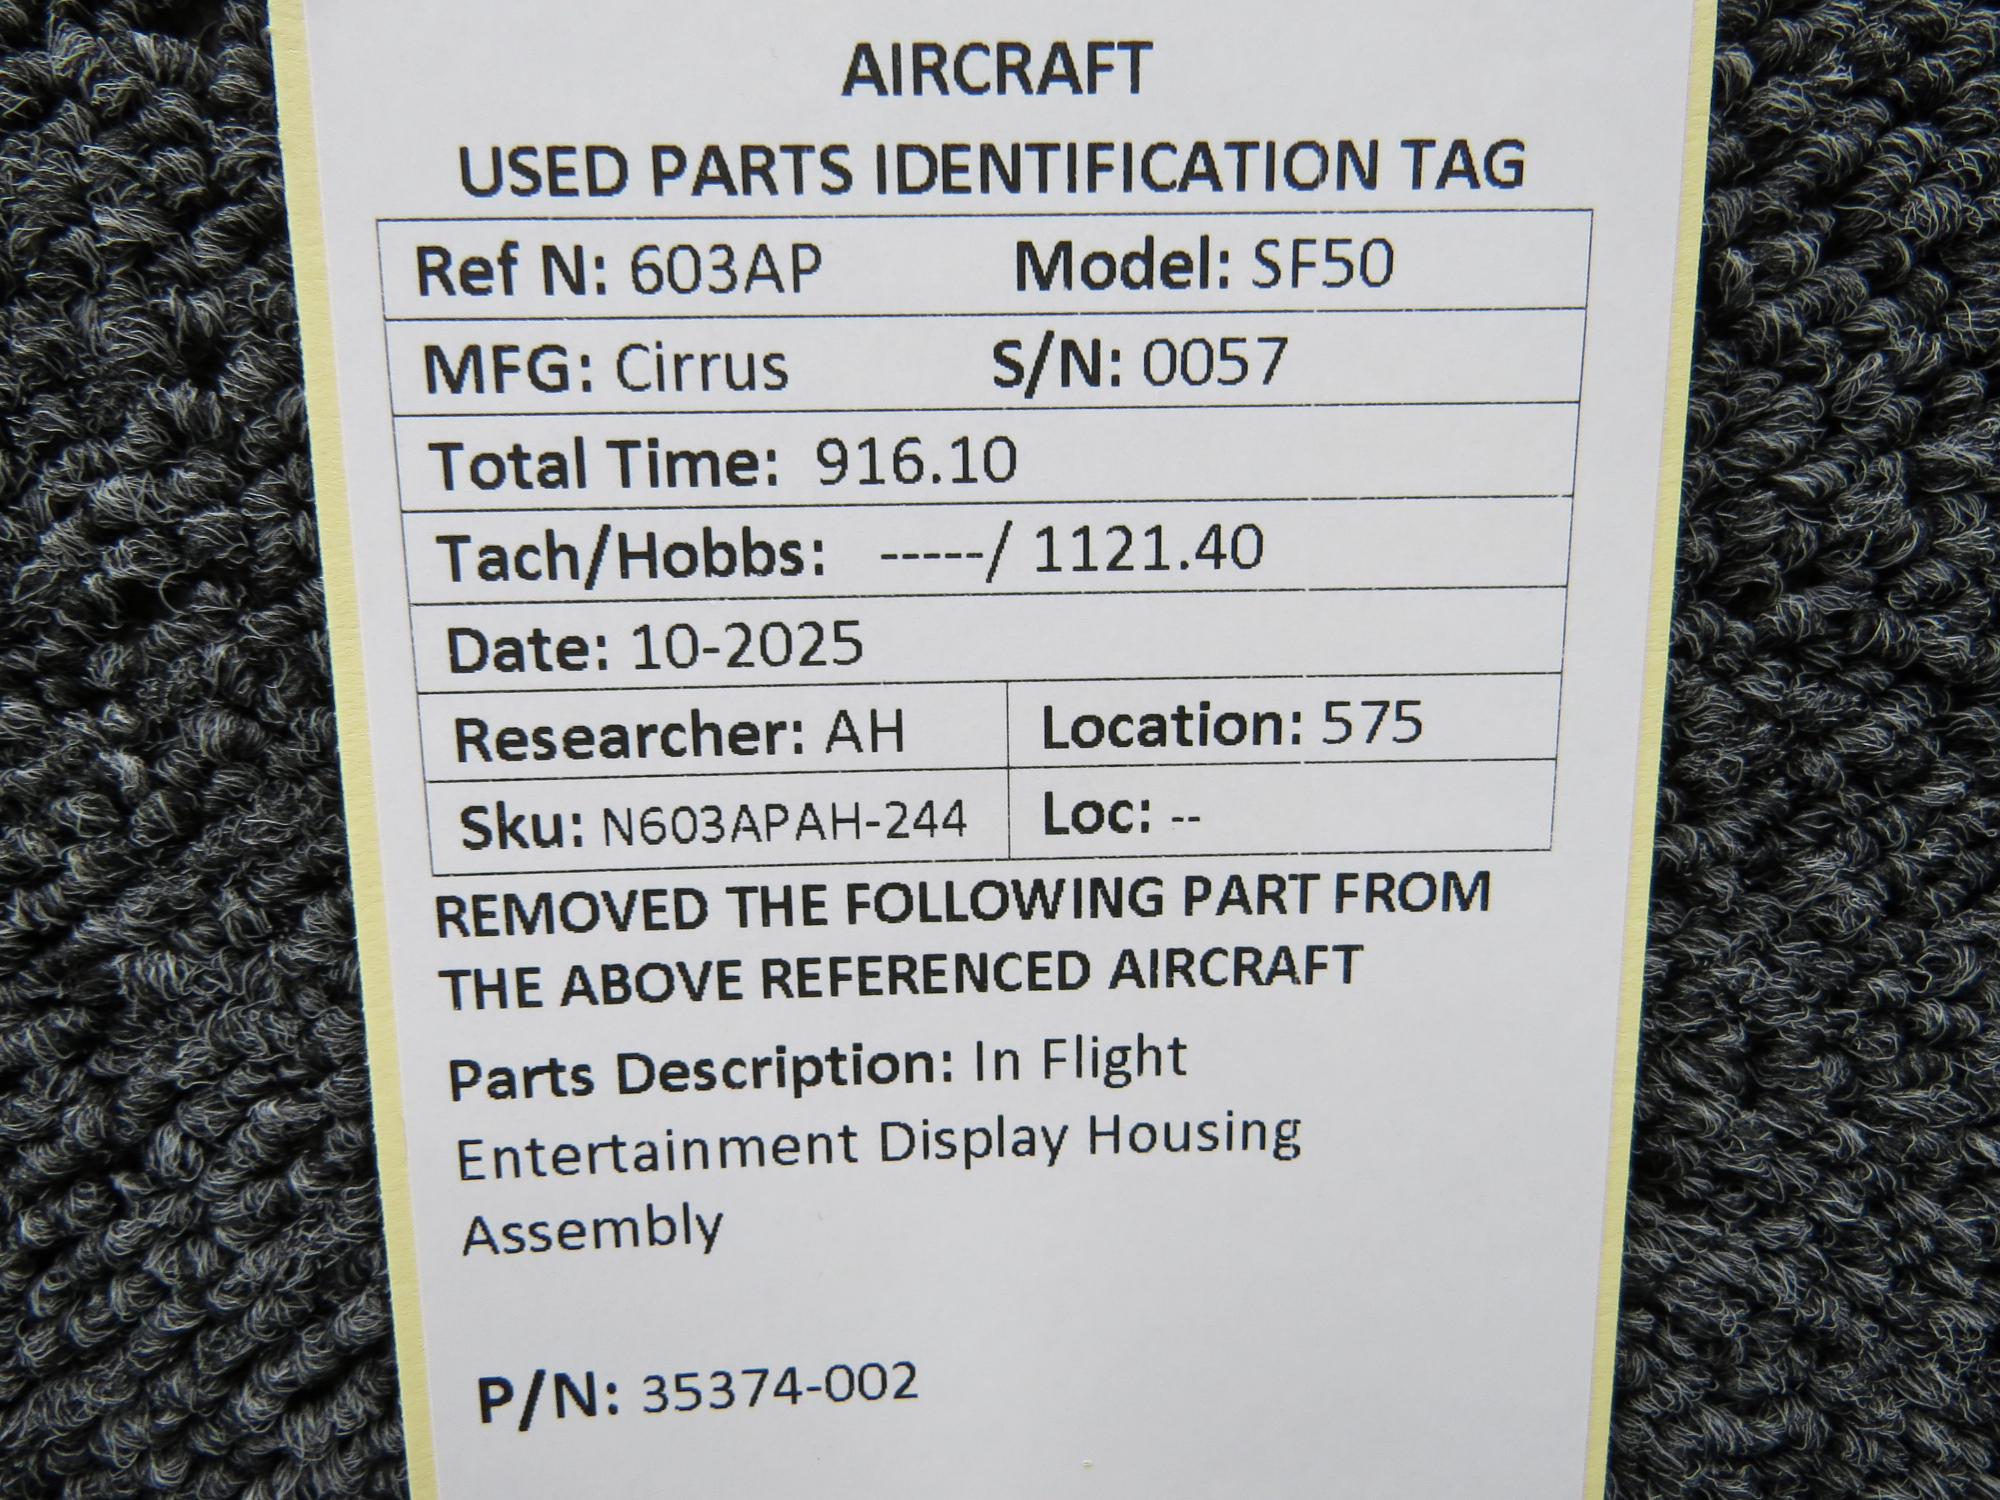 AIRCRAFT
USED PARTS IDENTIFICATION TAG
Ref N: 603AP Model: SF50
MFG: Cirrus S/N: 0057
Total Time: 916.10
Tach/Hobbs: -----/ 1121.40
Date: 10-2025
Researcher: AH Location: 575
Sku: N603APAH-244 Loc: --
REMOVED THE FOLLOWING PART FROM
THE ABOVE REFERENCED AIRCRAFT
Parts Description: In Flight
Entertainment Display Housing
Assembly
P/N: 35374-002